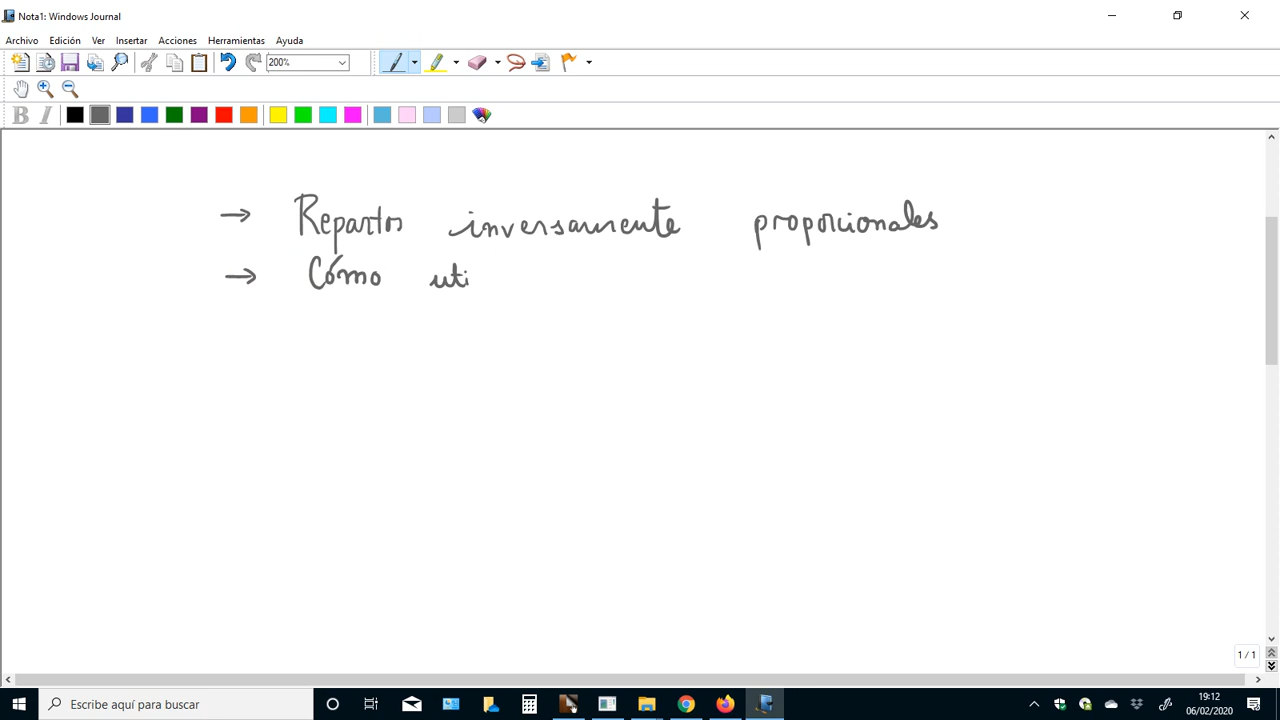 Nota1: Windows Journal
Archivo Edición Ver Insertar Acciones Herramientas Ayuda
200%
B I
→ Repartos inversamente proporcionales
→ Cómo uti
1 / 1
Escribe aquí para buscar
19:12
06/02/2020